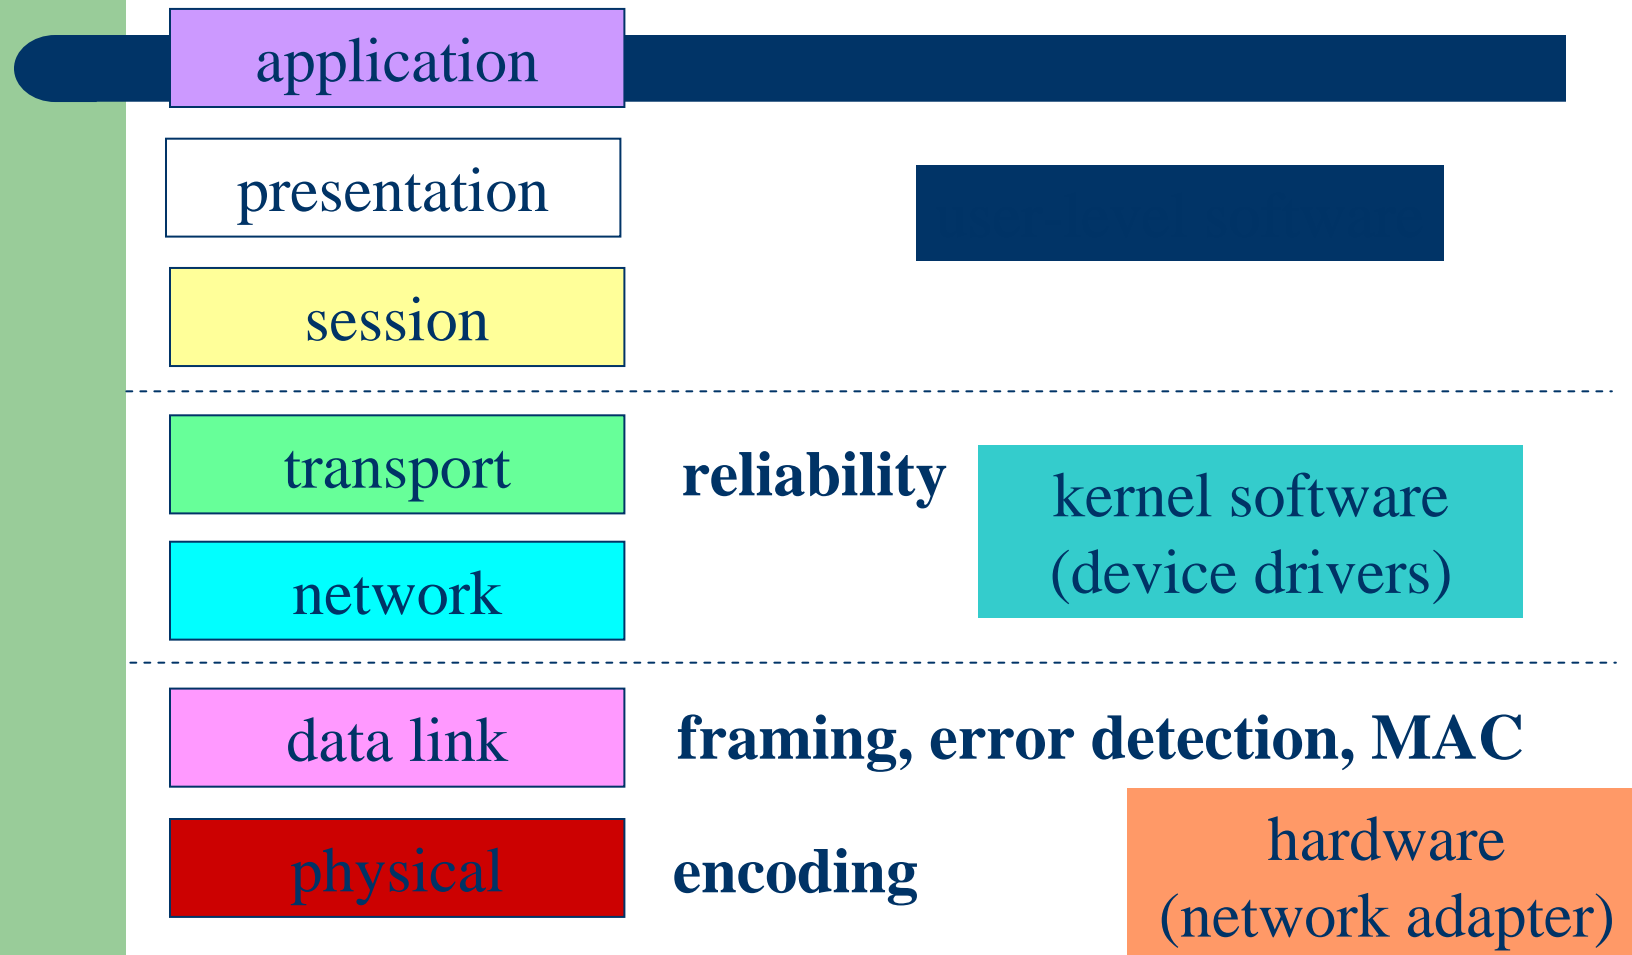 application
presentation
session
transport
reliability
kernel software
(device drivers)
network
data link
framing, error detection, MAC
physical
encoding
hardware
(network adapter)